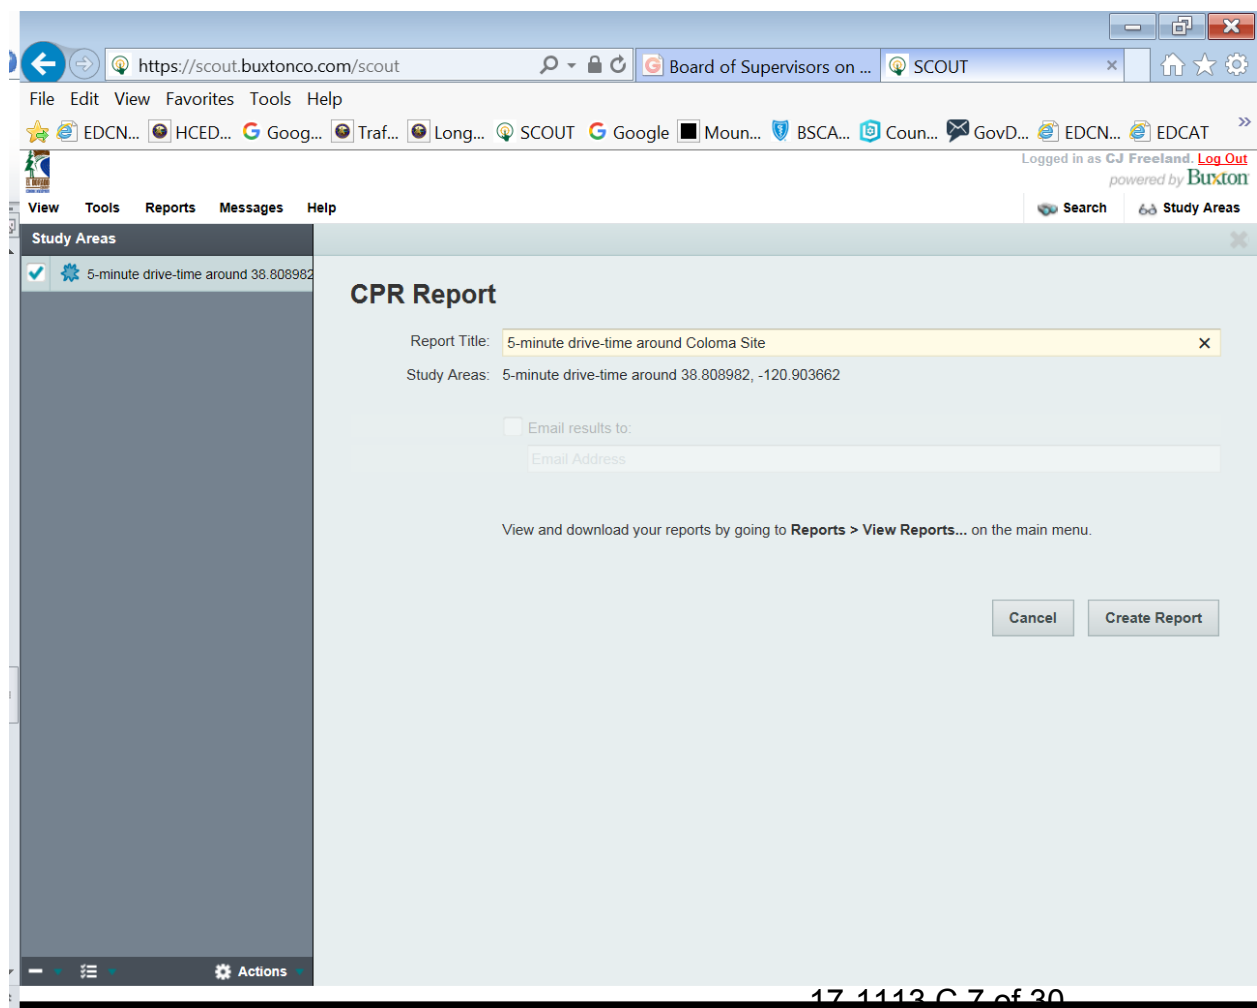 https://scout.buxtonco.com/scout
Board of Supervisors on ...
SCOUT
File Edit View Favorites Tools Help
EDCN... HCED... Goog... Traf... Long... SCOUT Google Moun... BSCA... Coun... GovD... EDCN... EDCAT
Logged in as CJ Freeland. Log Out
powered by Buxton
View Tools Reports Messages Help
Search Study Areas
Study Areas
5-minute drive-time around 38.808982
CPR Report
Report Title: 5-minute drive-time around Coloma Site
Study Areas: 5-minute drive-time around 38.808982, -120.903662
Email results to:
Email Address
View and download your reports by going to Reports > View Reports... on the main menu.
Cancel Create Report
Actions
17-1113 C 7 of 30